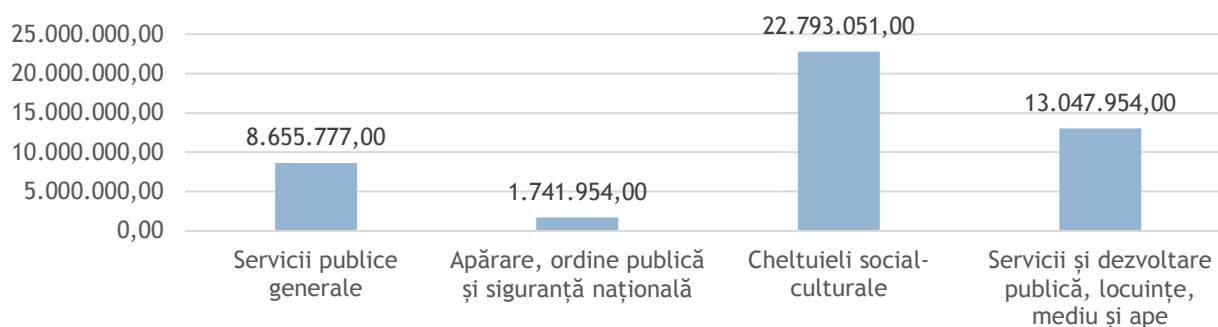 25.000.000,00
20.000.000,00
15.000.000,00
10.000.000,00
5.000.000,00
0,00
8.655.777,00
1.741.954,00
22.793.051,00
13.047.954,00
Servicii publice
generale
Apărare, ordine publică
și siguranță națională
Cheltuieli social-
culturale
Servicii și dezvoltare
publică, locuințe,
mediu și ape